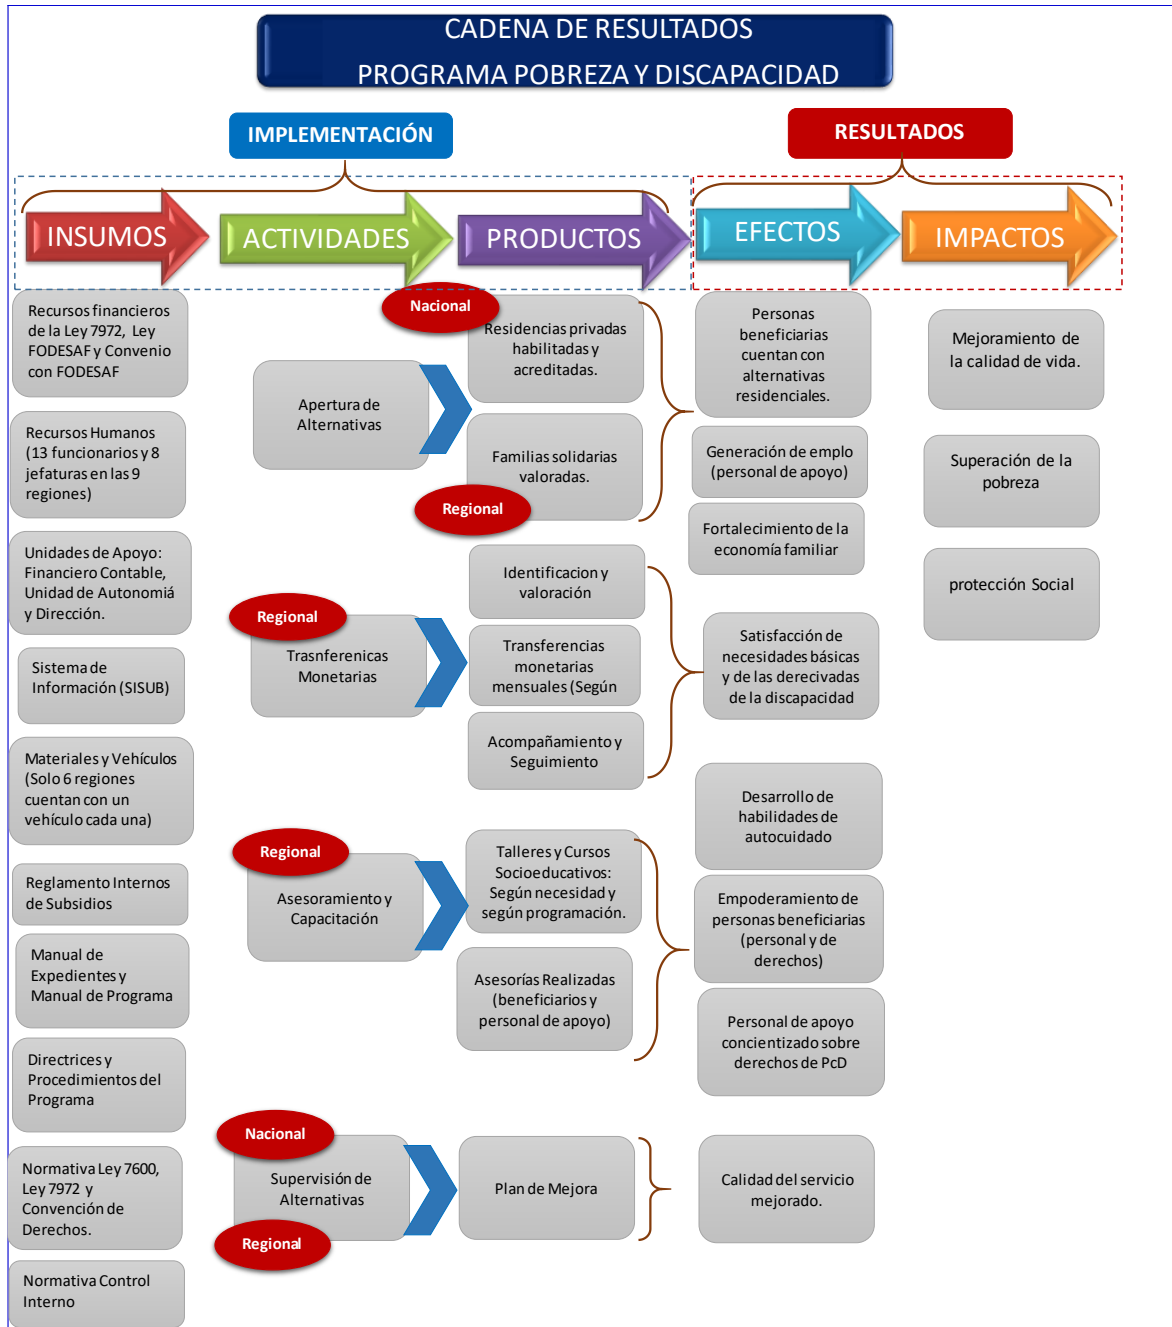 CADENA DE RESULTADOS
PROGRAMA POBREZA Y DISCAPACIDAD
IMPLEMENTACIÓN
RESULTADOS
INSUMOS
ACTIVIDADES
PRODUCTOS
EFECTOS
IMPACTOS
Recursos financieros
de la Ley 7972, Ley
FODESAF y Convenio
con FODESAF
Recursos Humanos
(13 funcionarios y 8
jefaturas en las 9
regiones)
Unidades de Apoyo:
Financiero Contable,
Unidad de Autonomiá
y Dirección.
Sistema de
Información (SISUB)
Materiales y Vehículos
(Solo 6 regiones
cuentan con un
vehículo cada una)
Reglamento Internos
de Subsidios
Manual de
Expedientes y
Manual de Programa
Directrices y
Procedimientos del
Programa
Normativa Ley 7600,
Ley 7972 y
Convención de
Derechos.
Normativa Control
Interno
Apertura de
Alternativas
Nacional
Residencias privadas
habilitadas y
acreditadas.
Familias solidarias
valoradas.
Regional
Personas
beneficiarias
cuentan con
alternativas
residenciales.
Generación de emplo
(personal de apoyo)
Fortalecimiento de la
economía familiar
Regional
Trasnferenicas
Monetarias
Identificacion y
valoración
Transferencias
monetarias
mensuales (Según
Acompañamiento y
Seguimiento
Satisfacción de
necesidades básicas
y de las derecivadas
de la discapacidad
Regional
Asesoramiento y
Capacitación
Talleres y Cursos
Socioeducativos:
Según necesidad y
según programación.
Asesorías Realizadas
(beneficiarios y
personal de apoyo)
Desarrollo de
habilidades de
autocuidado
Empoderamiento de
personas beneficiarias
(personal y de
derechos)
Personal de apoyo
concientizado sobre
derechos de PcD
Nacional
Supervisión de
Alternativas
Regional
Plan de Mejora
Calidad del servicio
mejorado.
Mejoramiento de
la calidad de vida.
Superación de la
pobreza
protección Social